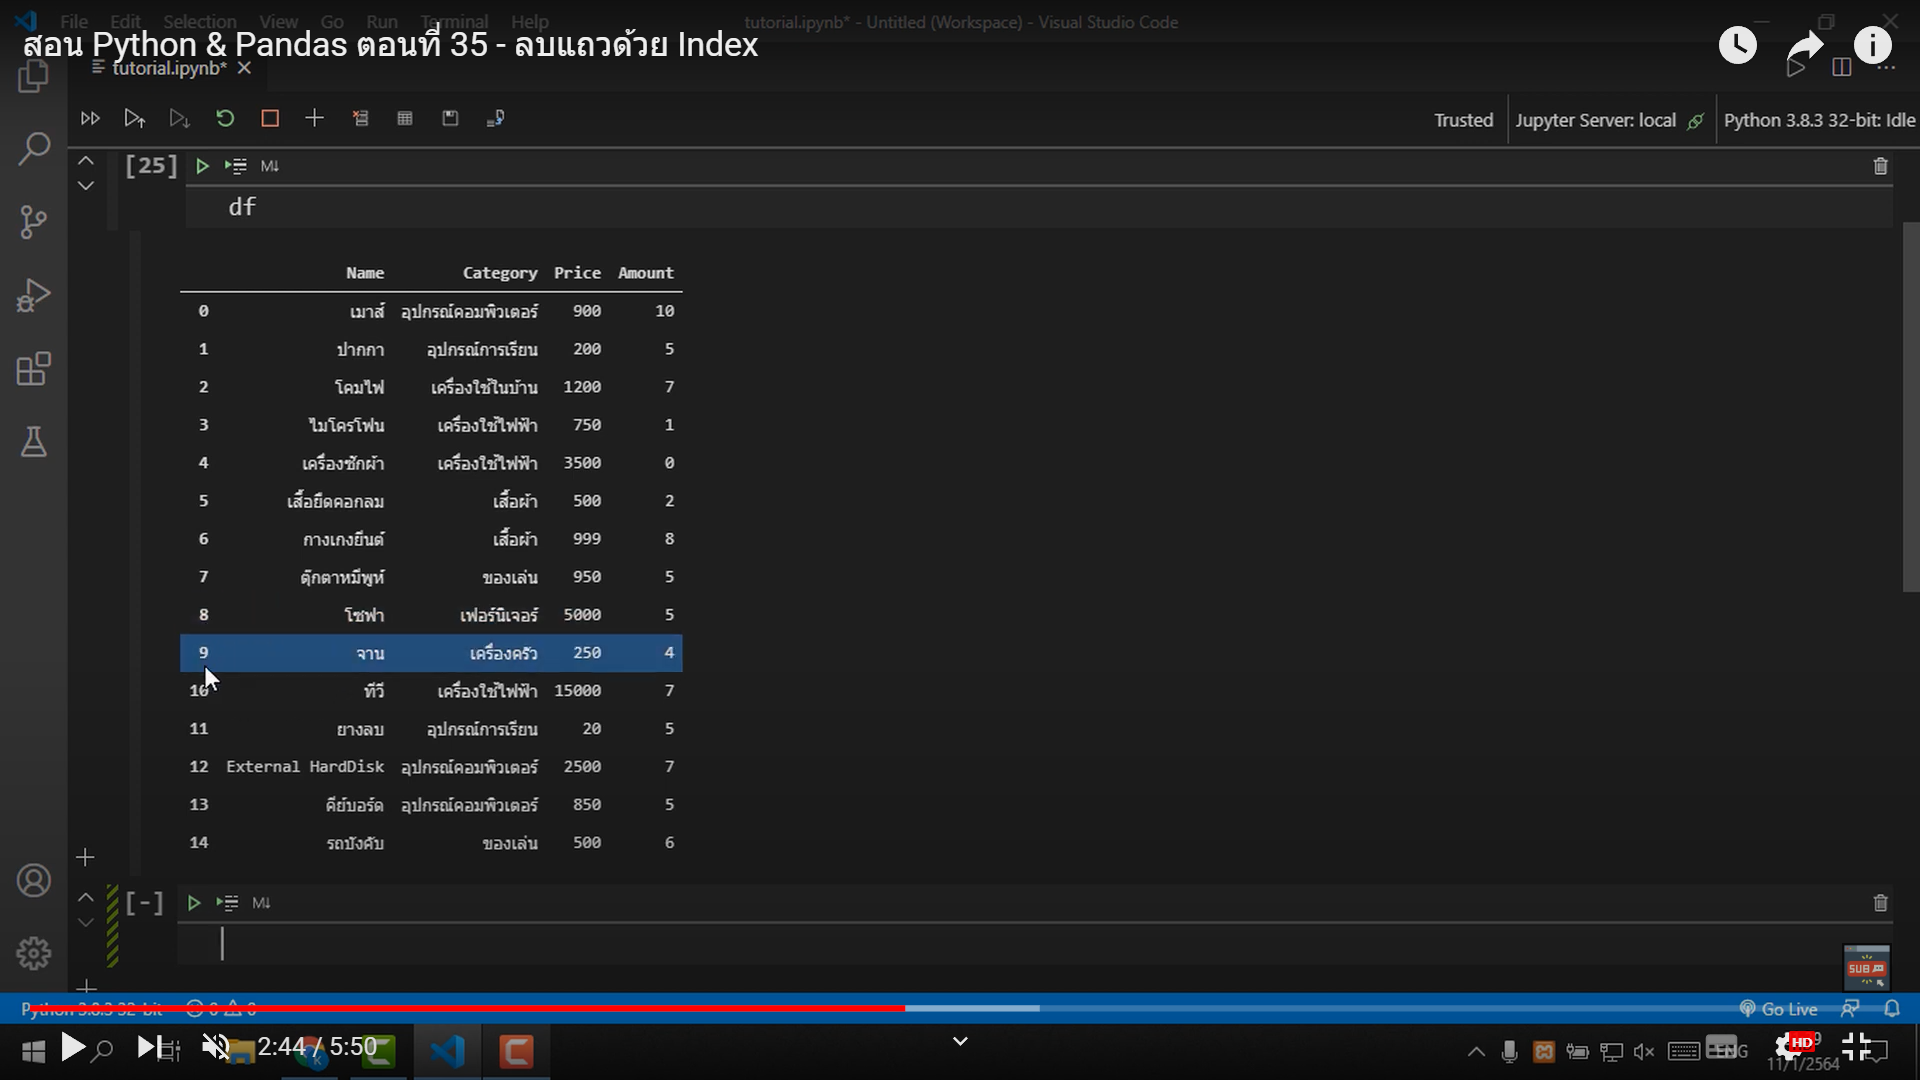 File Edit Selection View Go Run Terminal Help
tutorial.ipynb* - Untitled (Workspace) - Visual Studio Code
สอน Python & Pandas ตอนที่ 35 - ลบแถวด้วย Index
tutorial.ipynb*
Trusted
Jupyter Server: local
Python 3.8.3 32-bit: Idle
[25]
M↓
df
Name Category Price Amount
0 เมาส์ อุปกรณ์คอมพิวเตอร์ 900 10
1 ปากกา อุปกรณ์การเรียน 200 5
2 โคมไฟ เครื่องใช้ในบ้าน 1200 7
3 ไมโครโฟน เครื่องใช้ไฟฟ้า 750 1
4 เครื่องซักผ้า เครื่องใช้ไฟฟ้า 3500 0
5 เสื้อยืดคอกลม เสื้อผ้า 500 2
6 กางเกงยีนต์ เสื้อผ้า 999 8
7 ตุ๊กตาหมีพูห์ ของเล่น 950 5
8 โซฟา เฟอร์นิเจอร์ 5000 5
9 จาน เครื่องครัว 250 4
10 ทีวี เครื่องใช้ไฟฟ้า 15000 7
11 ยางลบ อุปกรณ์การเรียน 20 5
12 External HardDisk อุปกรณ์คอมพิวเตอร์ 2500 7
13 คีย์บอร์ด อุปกรณ์คอมพิวเตอร์ 850 5
14 รถบังคับ ของเล่น 500 6
[-]
M↓
SUB
Python 3.8.3 32-bit 0 0
Go Live
2:44 / 5:50
ENG
HD
11/1/2564